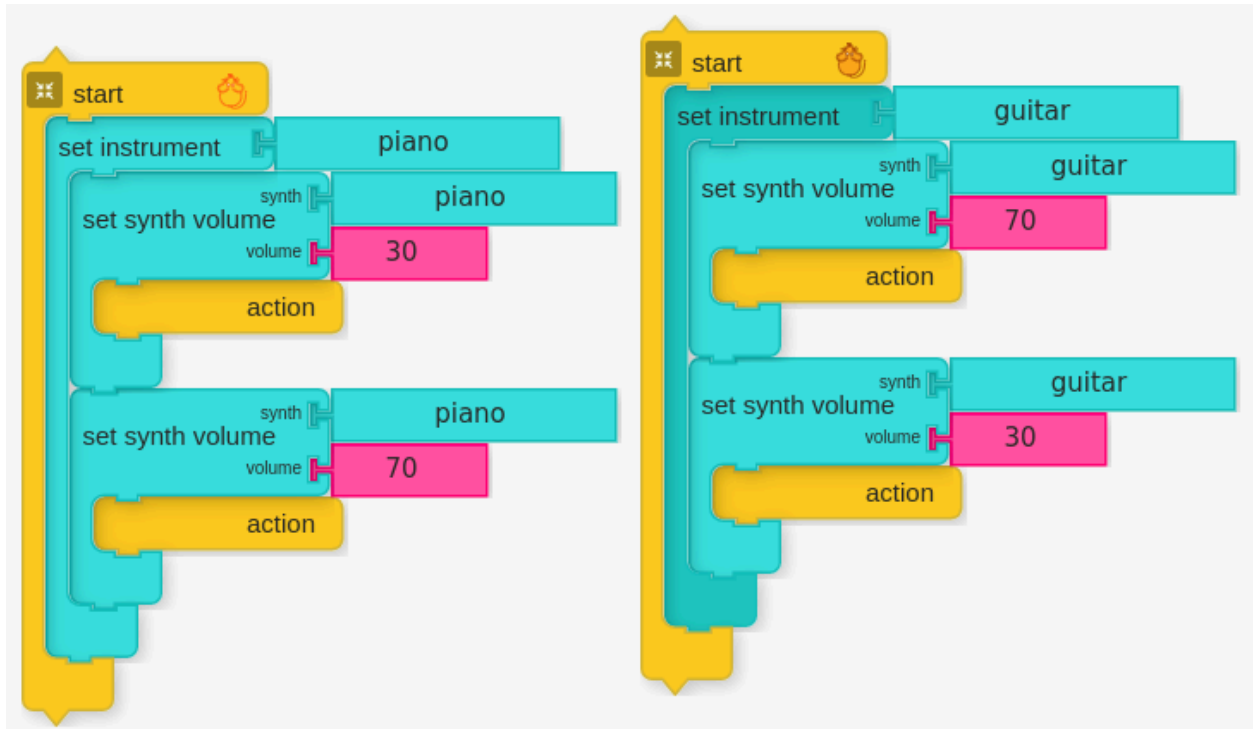 start
set instrument piano
synth piano
set synth volume
volume 30
action
synth piano
set synth volume
volume 70
action
start
set instrument guitar
synth guitar
set synth volume
volume 70
action
synth guitar
set synth volume
volume 30
action